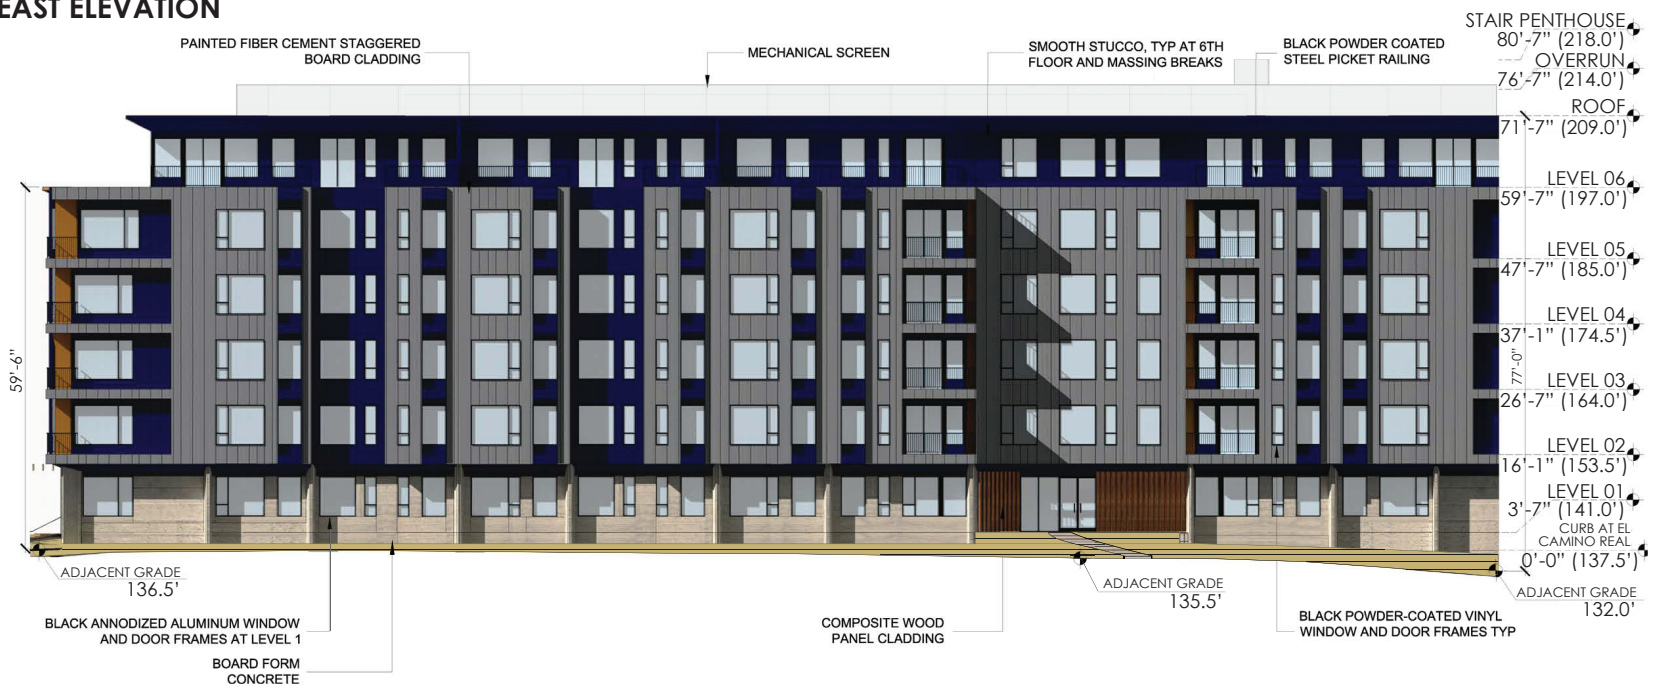 EAST ELEVATION
PAINTED FIBER CEMENT STAGGERED
BOARD CLADDING
MECHANICAL SCREEN
SMOOTH STUCCO, TYP AT 6TH
FLOOR AND MASSING BREAKS
BLACK POWDER COATED
STEEL PICKET RAILING
STAIR PENTHOUSE
80'-7" (218.0')
OVERRUN
76'-7" (214.0')
ROOF
71'-7" (209.0')
LEVEL 06
59'-7" (197.0')
LEVEL 05
47'-7" (185.0')
LEVEL 04
37'-1" (174.5')
LEVEL 03
26'-7" (164.0')
LEVEL 02
16'-1" (153.5')
LEVEL 01
3'-7" (141.0')
CURB AT EL
CAMINO REAL
0'-0" (137.5')
59'-6"
77'-0"
ADJACENT GRADE
136.5'
ADJACENT GRADE
135.5'
ADJACENT GRADE
132.0'
BLACK ANNODIZED ALUMINUM WINDOW
AND DOOR FRAMES AT LEVEL 1
BOARD FORM
CONCRETE
COMPOSITE WOOD
PANEL CLADDING
BLACK POWDER-COATED VINYL
WINDOW AND DOOR FRAMES TYP